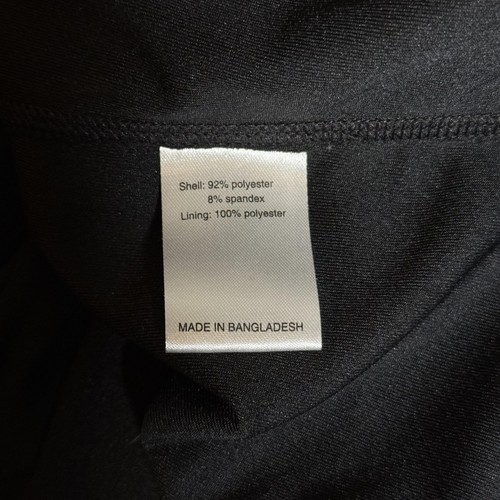 Shell: 92% polyester
8% spandex
Lining: 100% polyester
MADE IN BANGLADESH